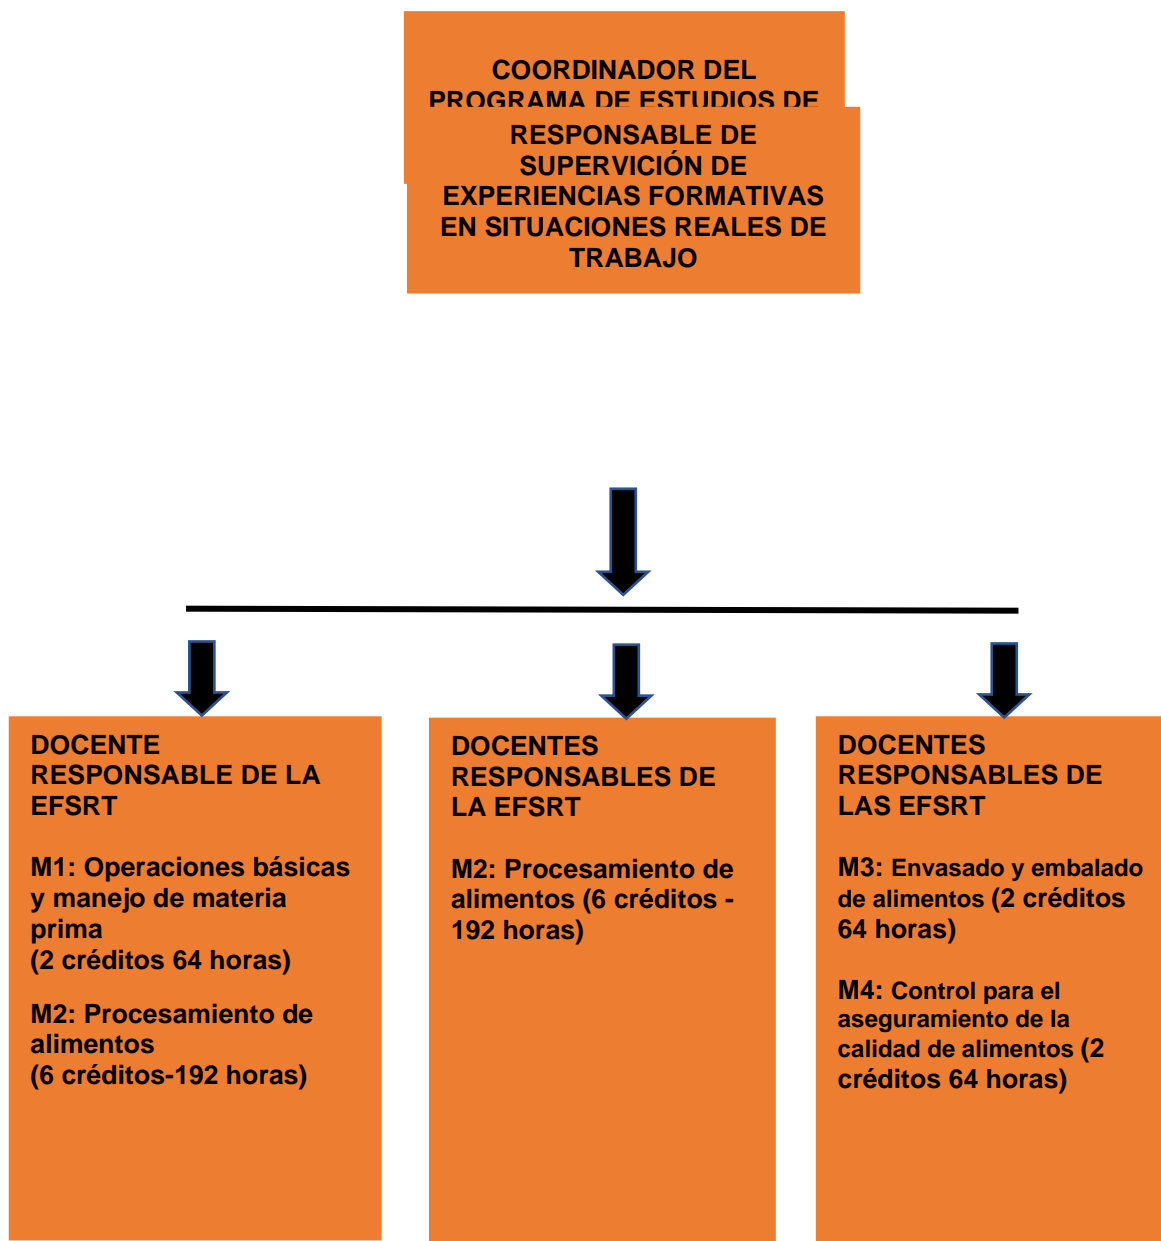 COORDINADOR DEL
PROGRAMA DE ESTUDIOS DE
RESPONSABLE DE
SUPERVICIÓN DE
EXPERIENCIAS FORMATIVAS
EN SITUACIONES REALES DE
TRABAJO
DOCENTE
RESPONSABLE DE LA
EFSRT
M1: Operaciones básicas
y manejo de materia
prima
(2 créditos 64 horas)
M2: Procesamiento de
alimentos
(6 créditos-192 horas)
DOCENTES
RESPONSABLES DE
LA EFSRT
M2: Procesamiento de
alimentos (6 créditos -
192 horas)
DOCENTES
RESPONSABLES DE
LAS EFSRT
M3: Envasado y embalado
de alimentos (2 créditos
64 horas)
M4: Control para el
aseguramiento de la
calidad de alimentos (2
créditos 64 horas)